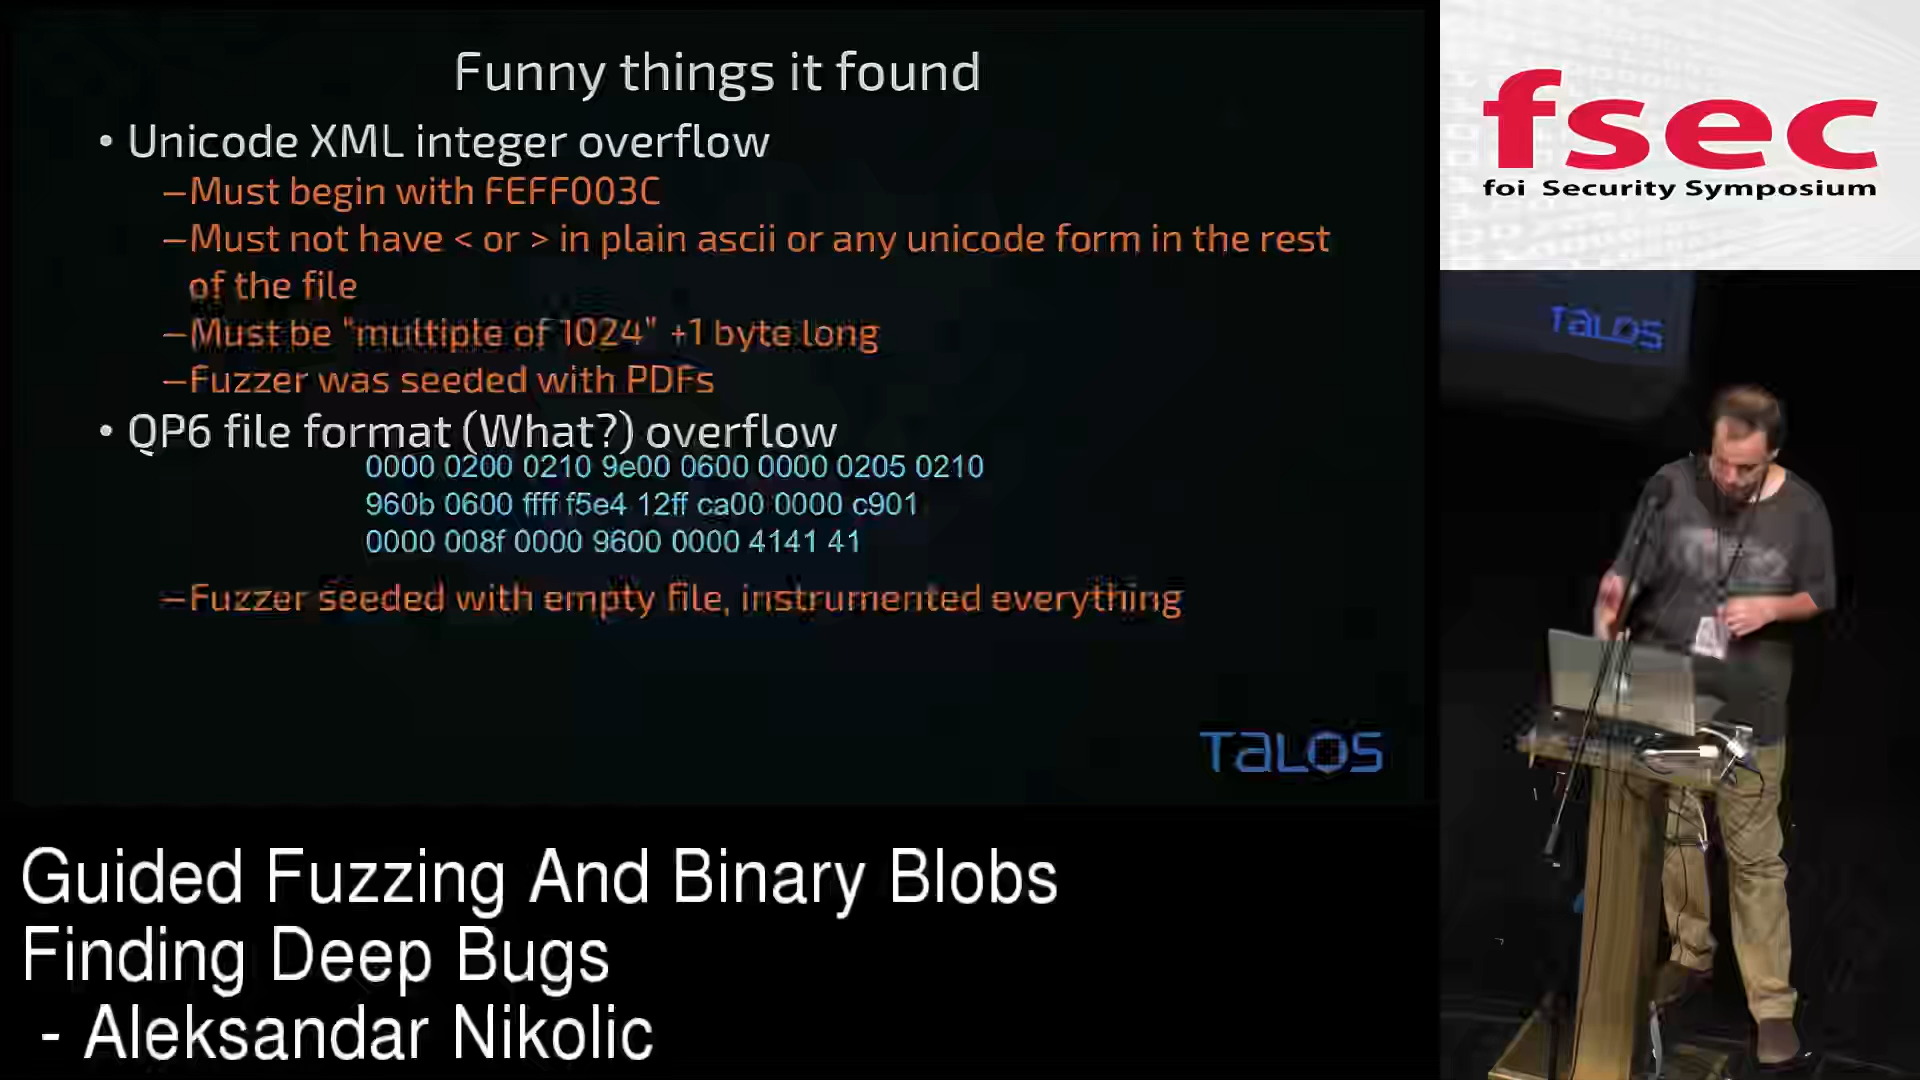 Funny things it found
• Unicode XML integer overflow
–Must begin with FEFF003C
–Must not have < or > in plain ascii or any unicode form in the rest
of the file
–Must be "multiple of 1024" +1 byte long
–Fuzzer was seeded with PDFs
• QP6 file format (What?) overflow
0000 0200 0210 9e00 0600 0000 0205 0210
960b 0600 ffff f5e4 12ff ca00 0000 c901
0000 008f 0000 9600 0000 4141 41
–Fuzzer seeded with empty file, instrumented everything
TALOS
fsec
foi Security Symposium
TALOS
Guided Fuzzing And Binary Blobs
Finding Deep Bugs
- Aleksandar Nikolic